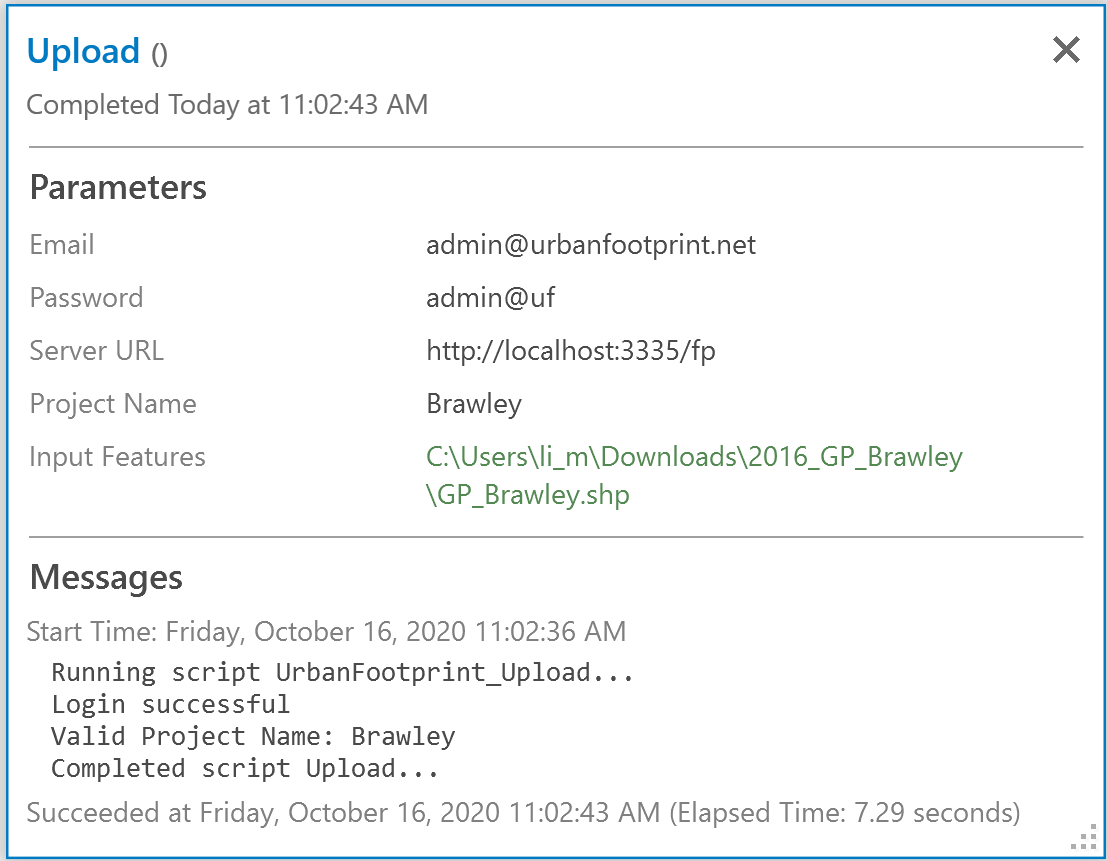 Upload ()
Completed Today at 11:02:43 AM
Parameters
Email admin@urbanfootprint.net
Password admin@uf
Server URL http://localhost:3335/fp
Project Name Brawley
Input Features C:\Users\li_m\Downloads\2016_GP_Brawley
\GP_Brawley.shp
Messages
Start Time: Friday, October 16, 2020 11:02:36 AM
Running script UrbanFootprint_Upload...
Login successful
Valid Project Name: Brawley
Completed script Upload...
Succeeded at Friday, October 16, 2020 11:02:43 AM (Elapsed Time: 7.29 seconds)